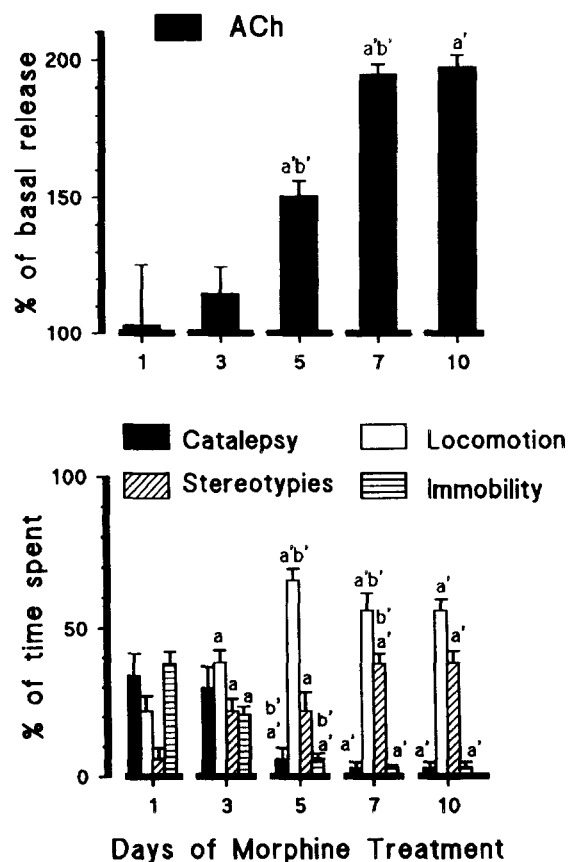 ACh
% of basal release
200
150
100
a'b'
a'b'
a'
1 3 5 7 10
Catalepsy
Locomotion
Stereotypies
Immobility
% of time spent
100
50
0
a
a
a
a'b'
b'
a'
a
b'
a'
a'b'
b'
a'
a'
a'
a'
a'
a'
a'
1 3 5 7 10
Days of Morphine Treatment